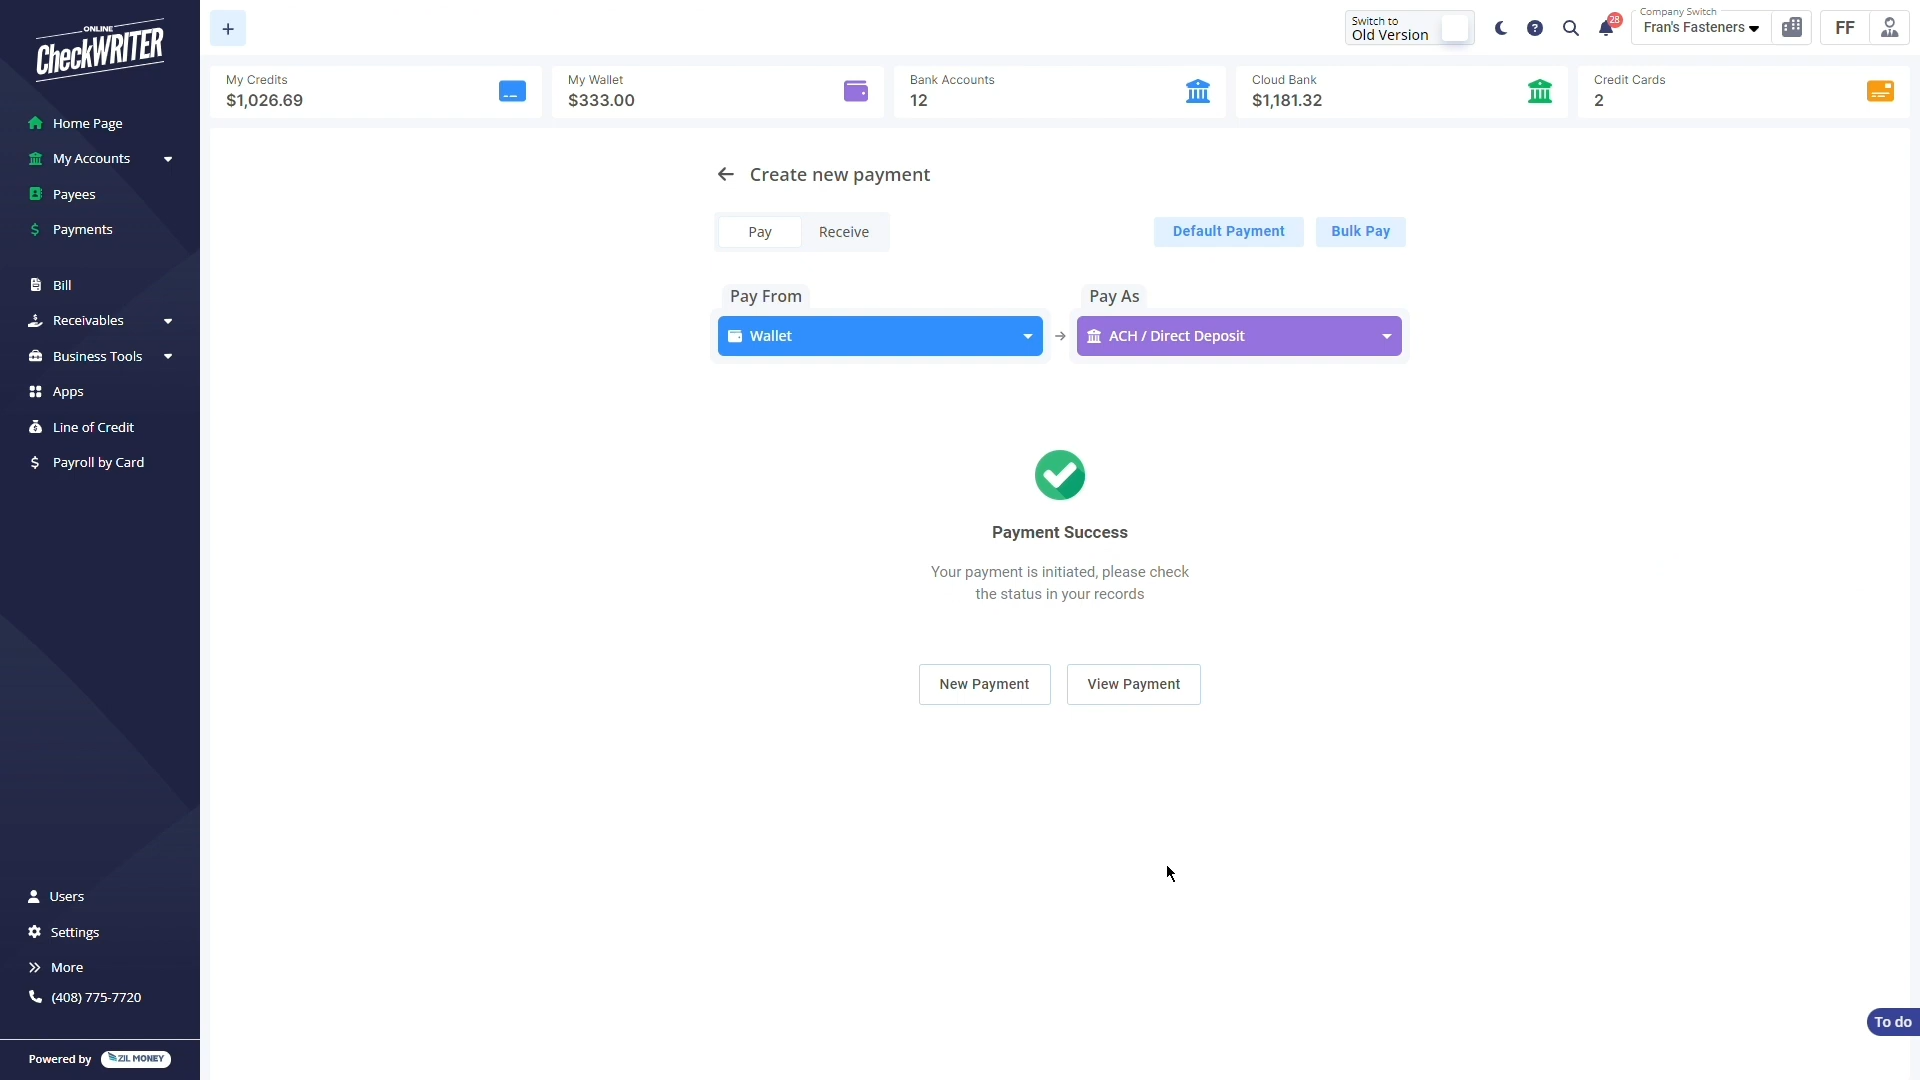 ONLINE
CheckWRITER
Home Page
My Accounts
Payees
Payments
Bill
Receivables
Business Tools
Apps
Line of Credit
Payroll by Card
Users
Settings
More
(408) 775-7720
Powered by ZIL MONEY
+
Switch to
Old Version
?
28
Company Switch
Fran's Fasteners
FF
My Credits
$1,026.69
My Wallet
$333.00
Bank Accounts
12
Cloud Bank
$1,181.32
Credit Cards
2
Create new payment
Pay
Receive
Default Payment
Bulk Pay
Pay From
Pay As
Wallet
ACH / Direct Deposit
Payment Success
Your payment is initiated, please check
the status in your records
New Payment
View Payment
To do